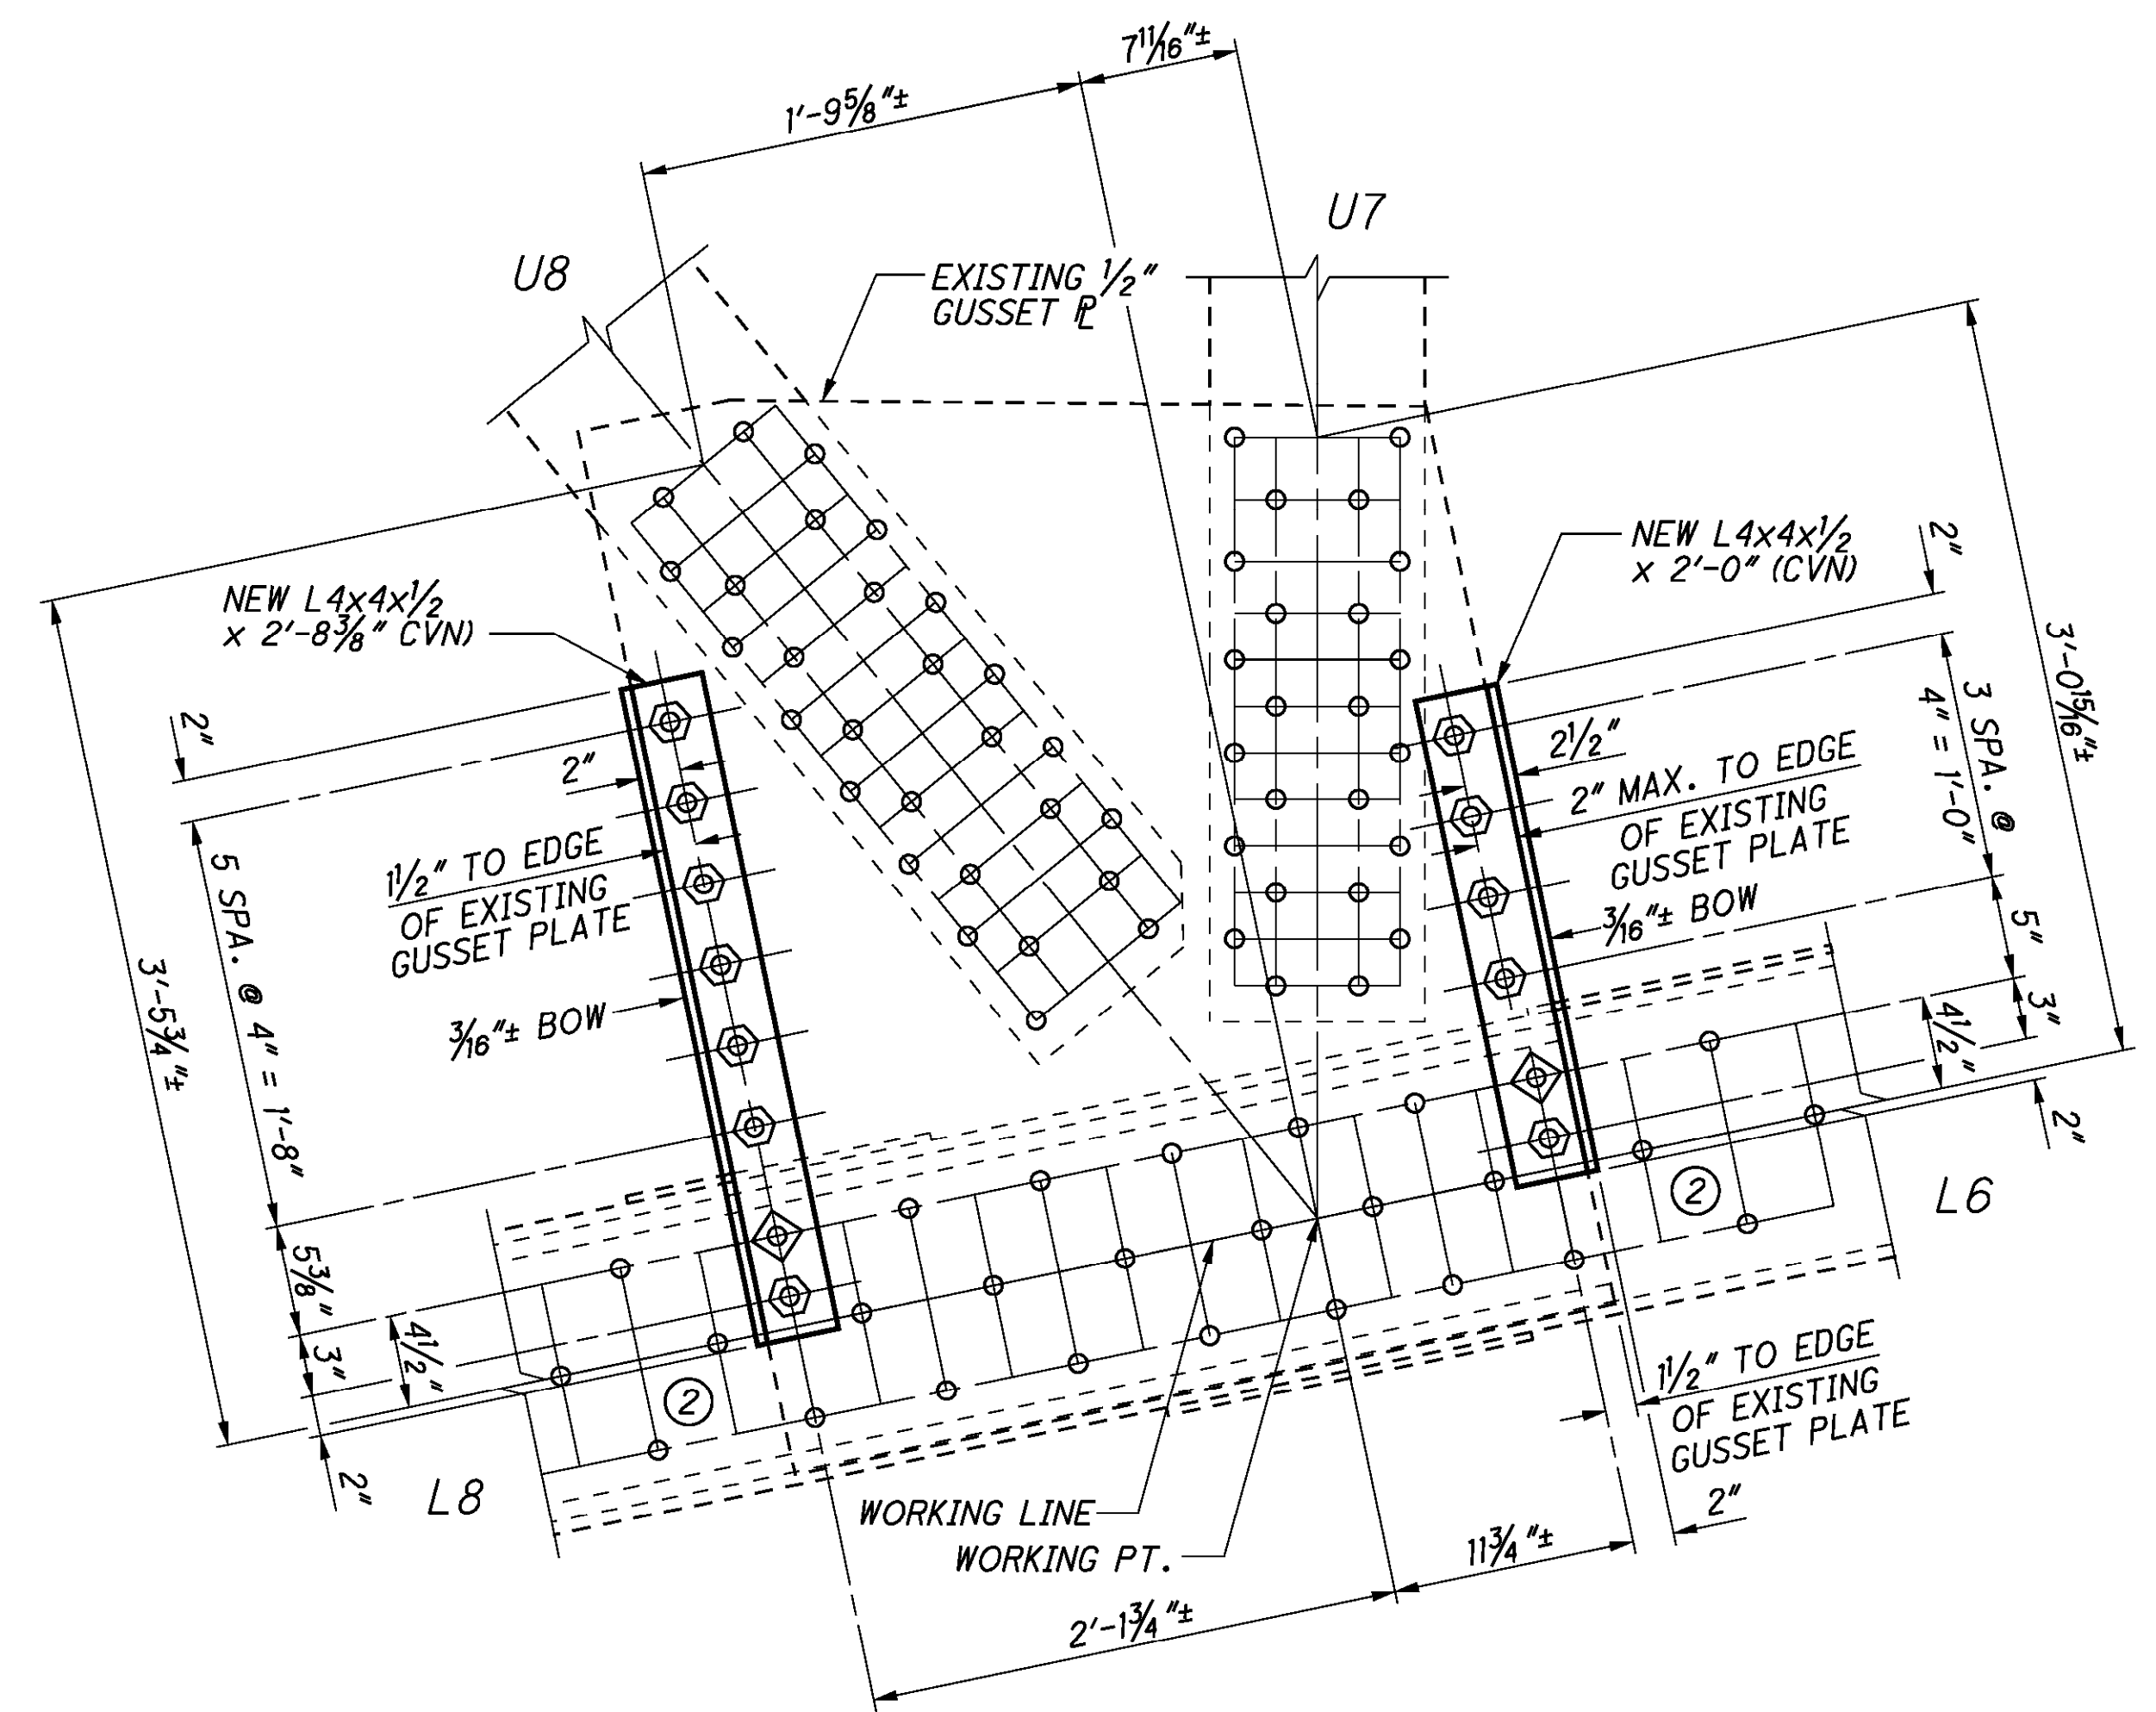 7 11/16"±
1'-9 5/8"±
U7
U8
EXISTING 1/2"
GUSSET ℄
NEW L4x4x1/2
x 2'-0" (CVN)
2"
NEW L4x4x1/2
x 2'-8 3/8" CVN)
3'-0 15/16"±
3 SPA. @
4" = 1'-0"
2"
2"
2 1/2"
2" MAX. TO EDGE
OF EXISTING
GUSSET PLATE
1 1/2" TO EDGE
OF EXISTING
GUSSET PLATE
5 SPA. @ 4" = 1'-8"
3/16"± BOW
5"
3'-5 3/4"±
3/16"± BOW
3"
4 1/2"
2"
2
L6
5 3/8"
4 1/2"
3"
2
2"
L8
1 1/2" TO EDGE
OF EXISTING
GUSSET PLATE
2"
WORKING LINE
WORKING PT.
11 3/4"±
2'-1 3/4"±